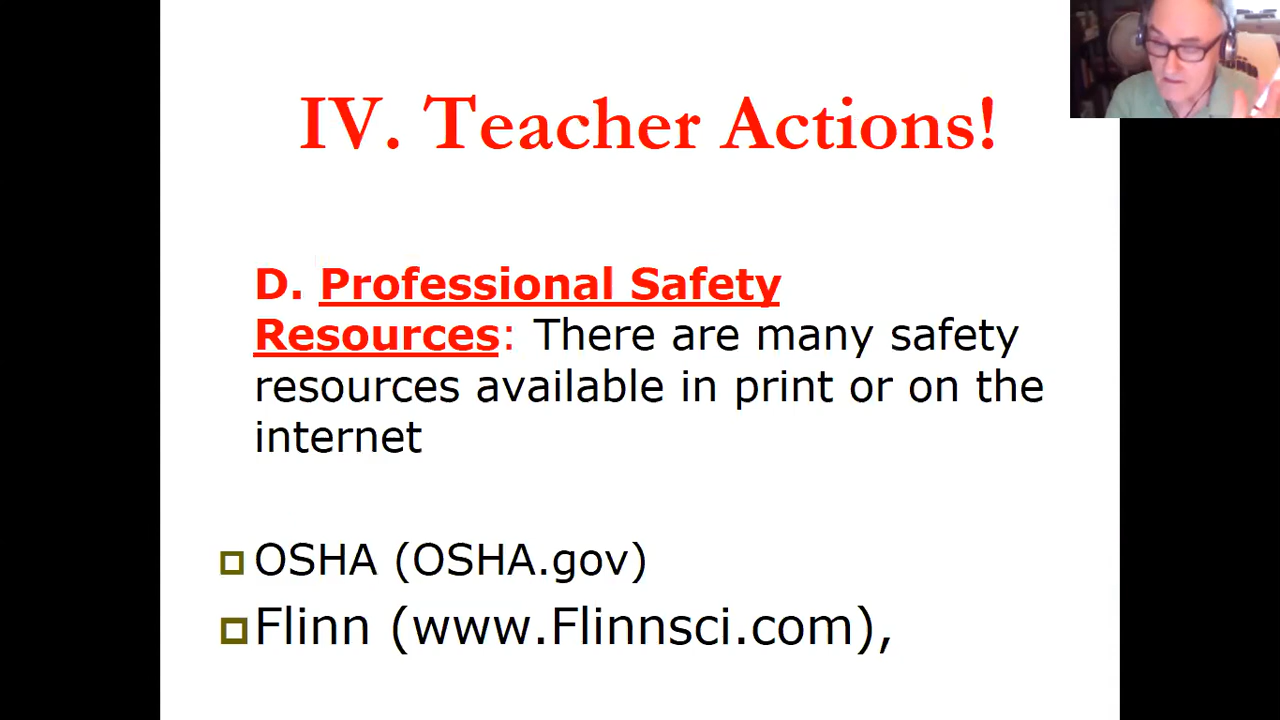 IV. Teacher Actions!
D. Professional Safety
Resources: There are many safety
resources available in print or on the
internet
OSHA (OSHA.gov)
Flinn (www.Flinnsci.com),